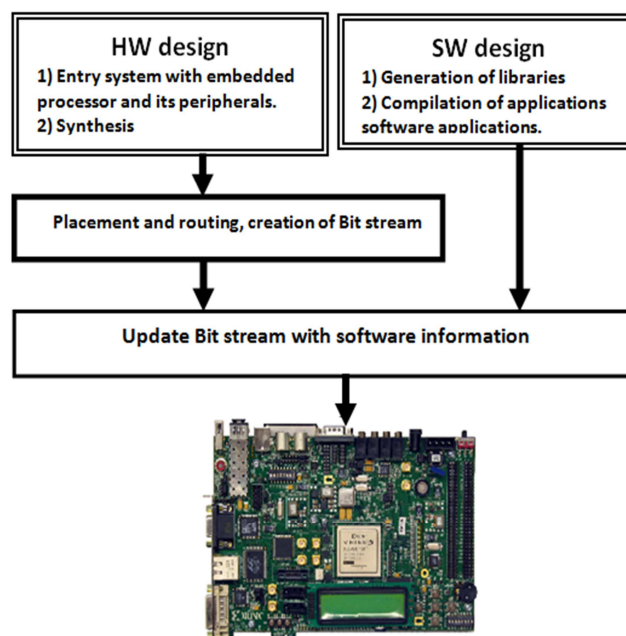 HW design
1) Entry system with embedded
processor and its peripherals.
2) Synthesis
SW design
1) Generation of libraries
2) Compilation of applications
software applications.
Placement and routing, creation of Bit stream
Update Bit stream with software information